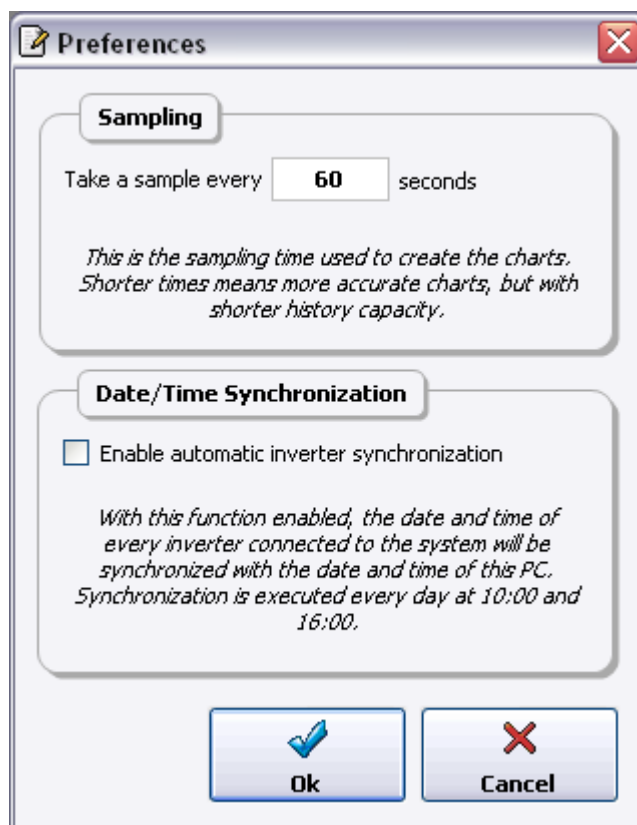 Preferences
Sampling
Take a sample every 60 seconds
This is the sampling time used to create the charts.
Shorter times means more accurate charts, but with
shorter history capacity.
Date/Time Synchronization
Enable automatic inverter synchronization
With this function enabled, the date and time of
every inverter connected to the system will be
synchronized with the date and time of this PC.
Synchronization is executed every day at 10:00 and
16:00.
Ok Cancel